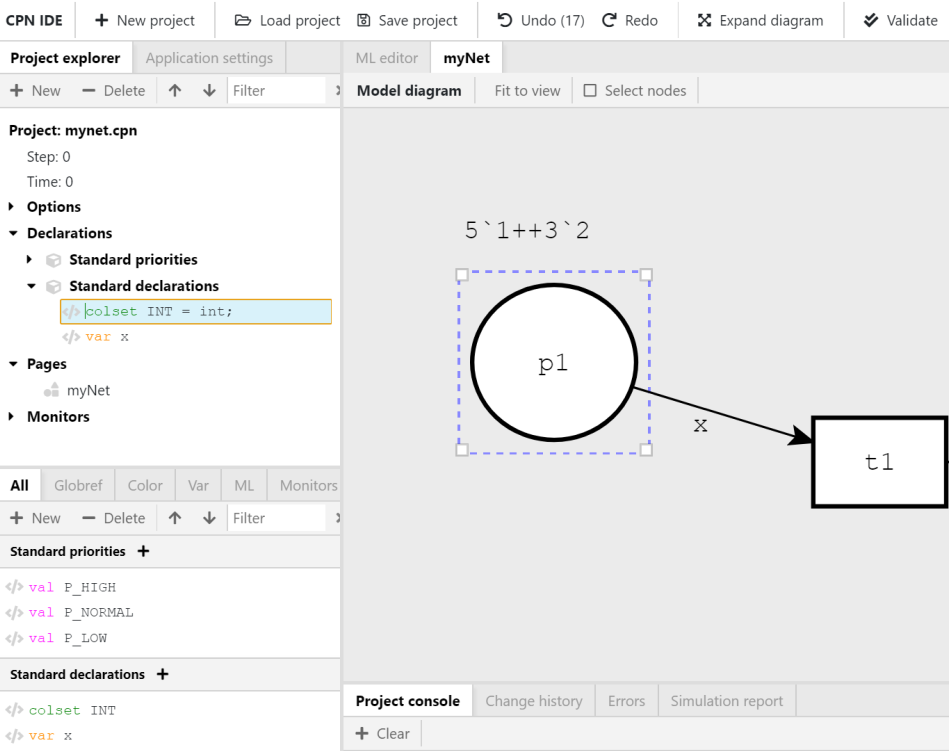 CPN IDE
New project
Load project
Save project
Undo (17)
Redo
Expand diagram
Validate
Project explorer
Application settings
New
Delete
Filter
Project: mynet.cpn
Step: 0
Time: 0
Options
Declarations
Standard priorities
Standard declarations
colset INT = int;
var x
Pages
myNet
Monitors
All
Globref
Color
Var
ML
Monitors
New
Delete
Filter
Standard priorities
val P_HIGH
val P_NORMAL
val P_LOW
Standard declarations
colset INT
var x
ML editor
myNet
Model diagram
Fit to view
Select nodes
5`1++3`2
p1
x
t1
Project console
Change history
Errors
Simulation report
Clear